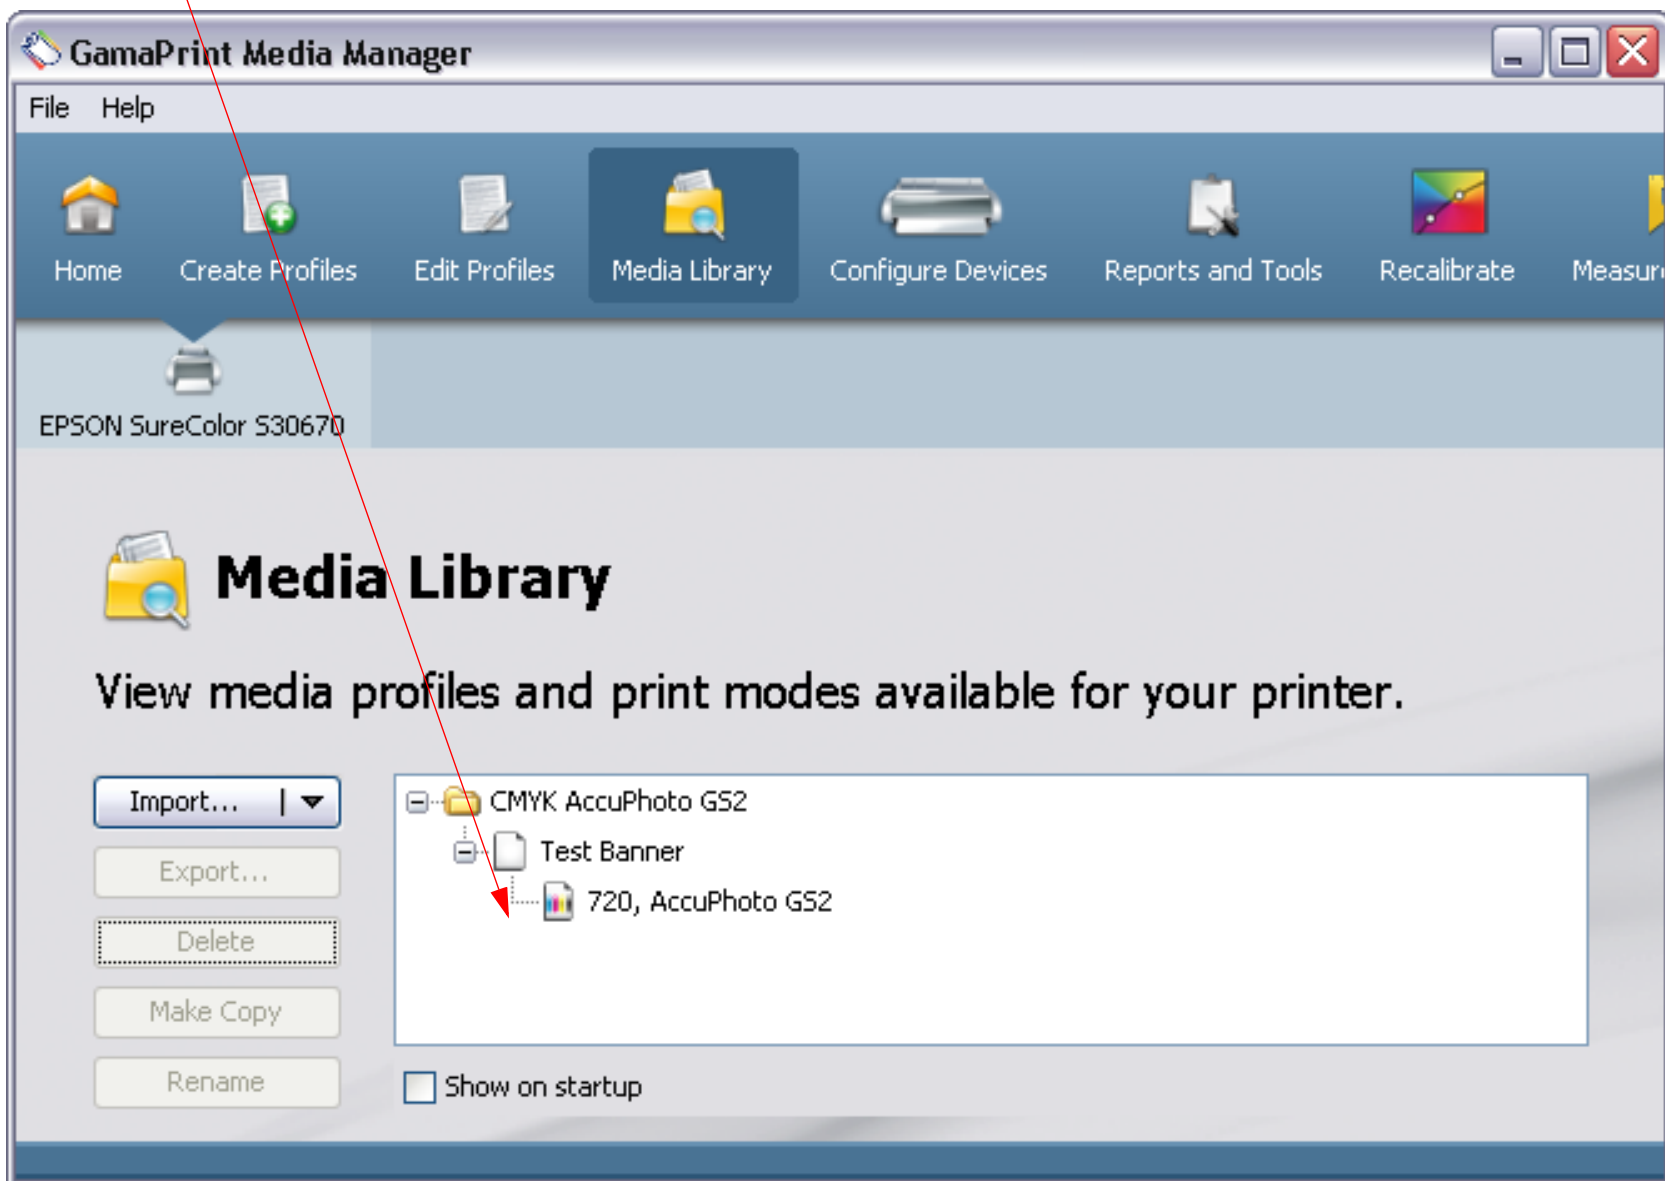 GamaPrint Media Manager
File Help
Home Create Profiles Edit Profiles Media Library Configure Devices Reports and Tools Recalibrate
EPSON SureColor S30670
Media Library
View media profiles and print modes available for your printer.
Import...
CMYK AccuPhoto GS2
Export...
Test Banner
720, AccuPhoto GS2
Delete
Make Copy
Rename
Show on startup